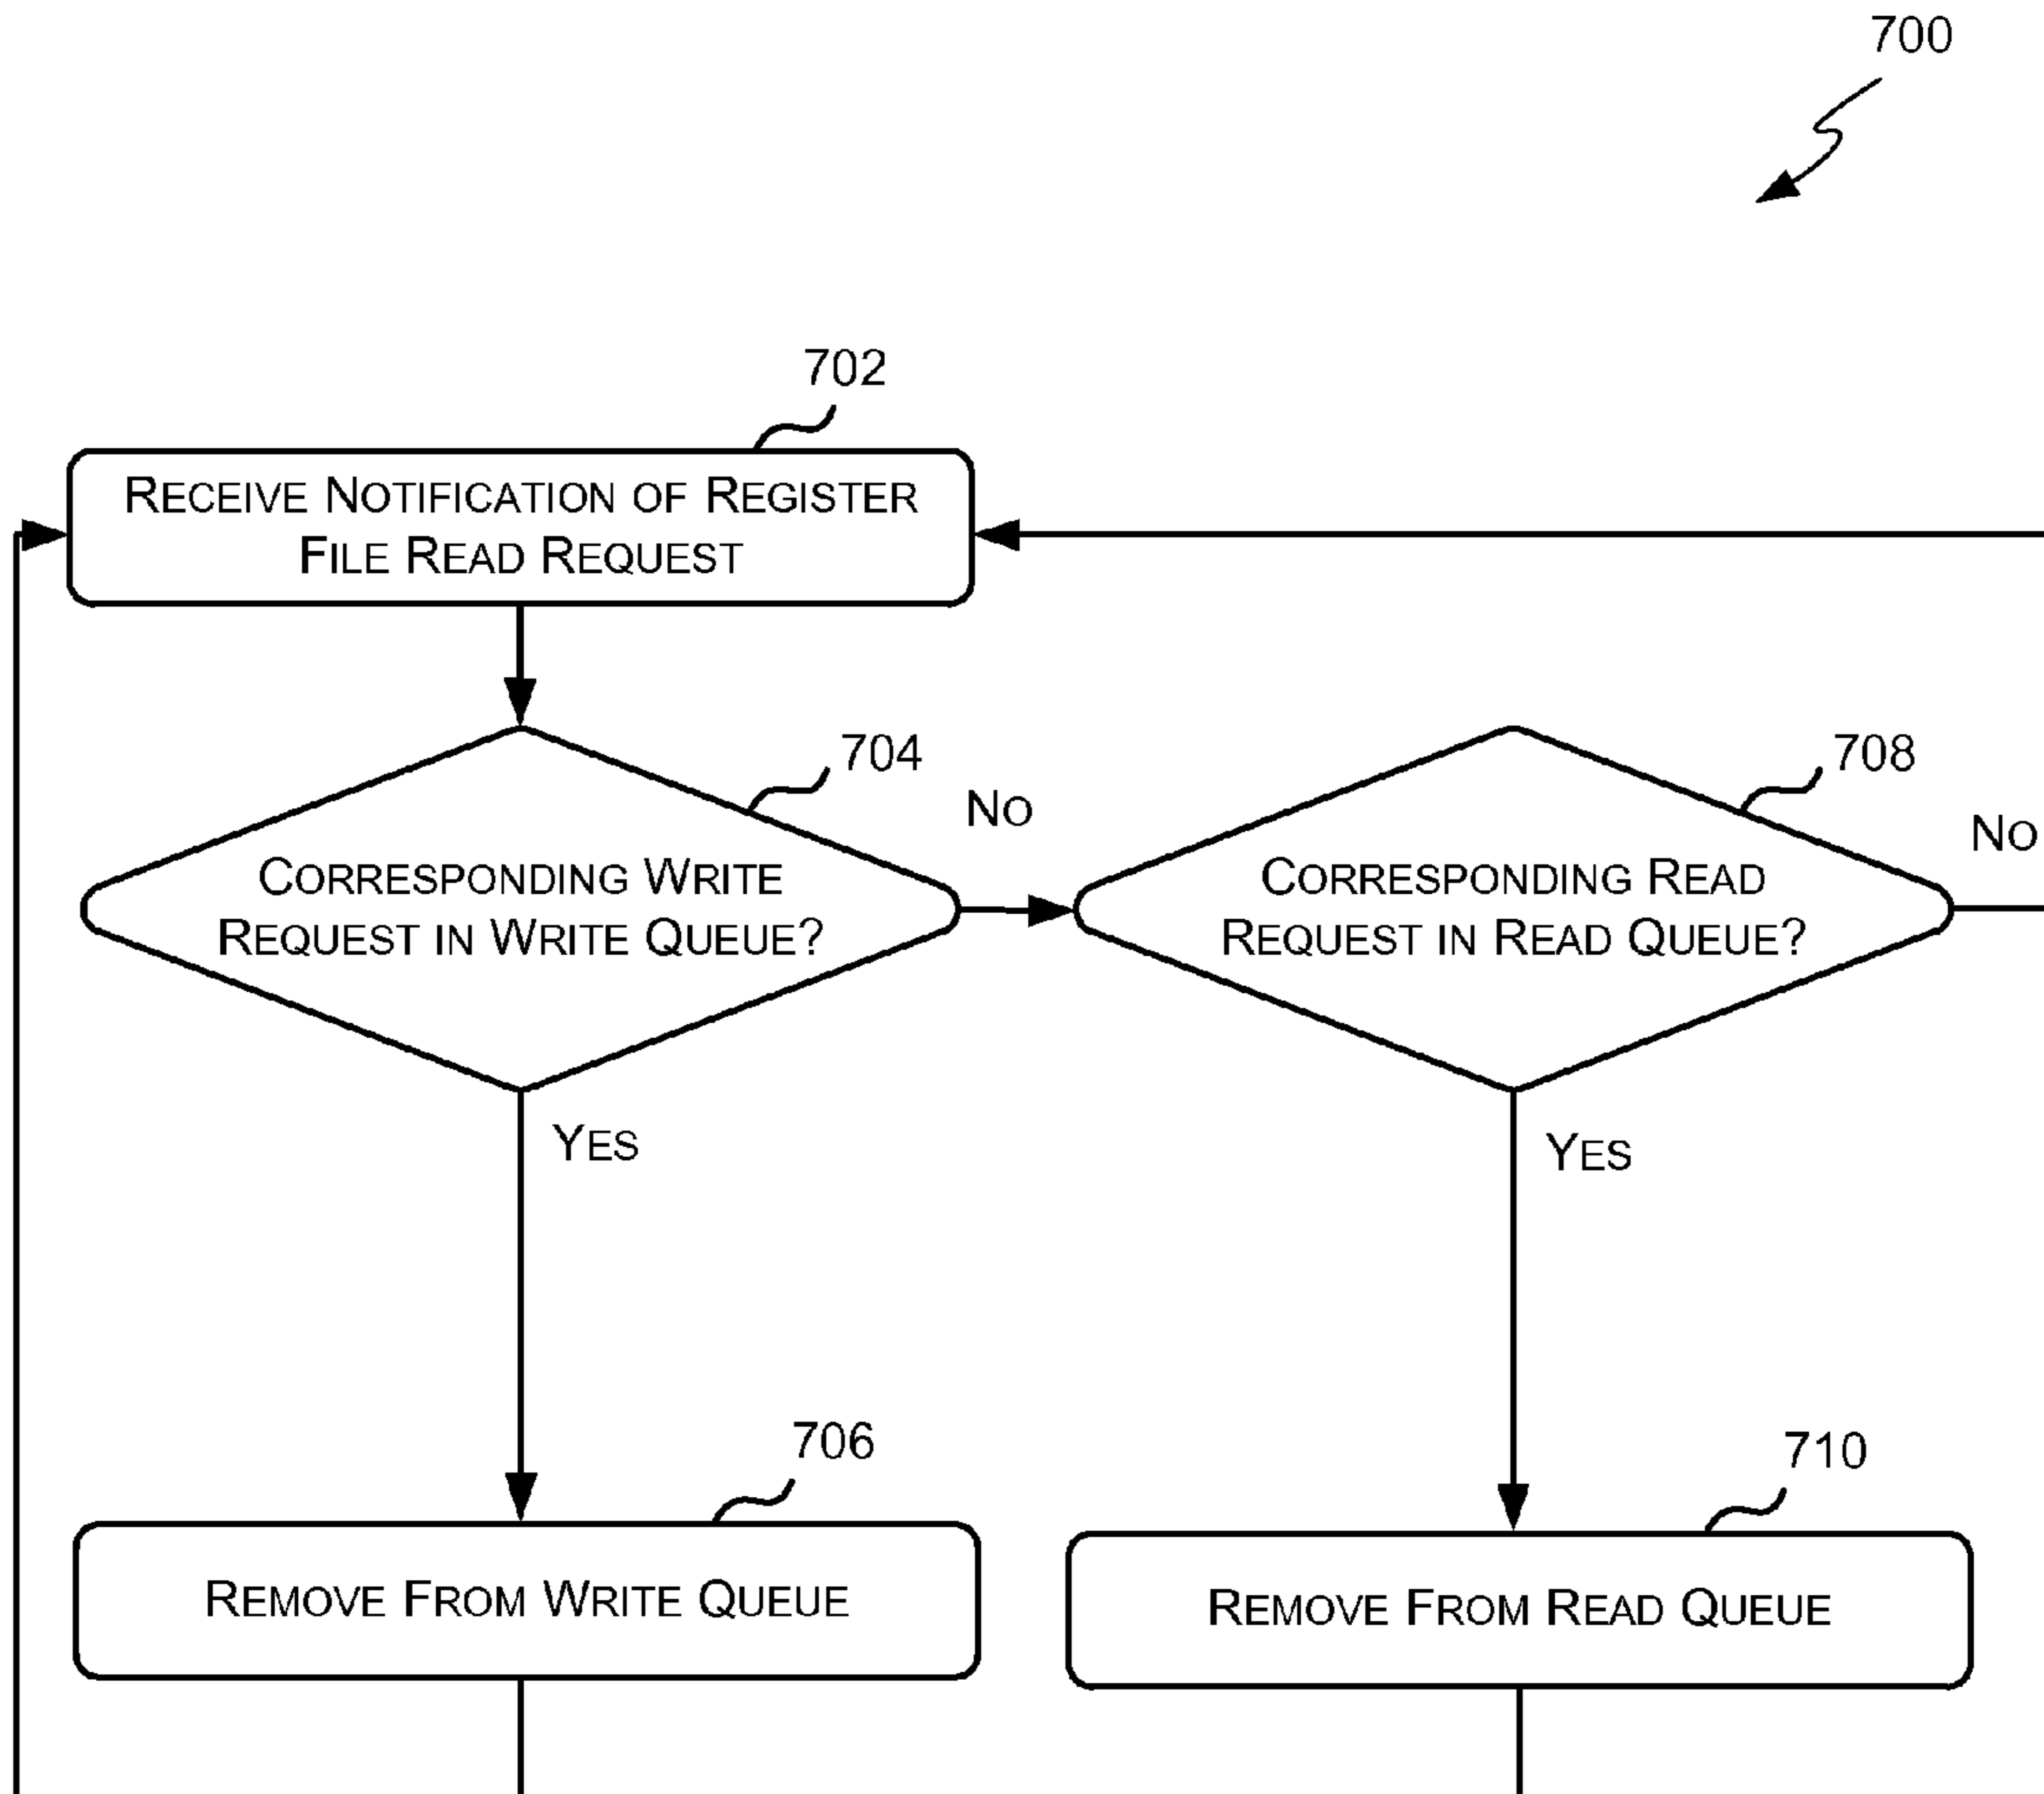 700
702
Receive Notification of Register
File Read Request
704
No
708
No
Corresponding Write
Request in Write Queue?
Corresponding Read
Request in Read Queue?
Yes
Yes
706
710
Remove From Write Queue
Remove From Read Queue